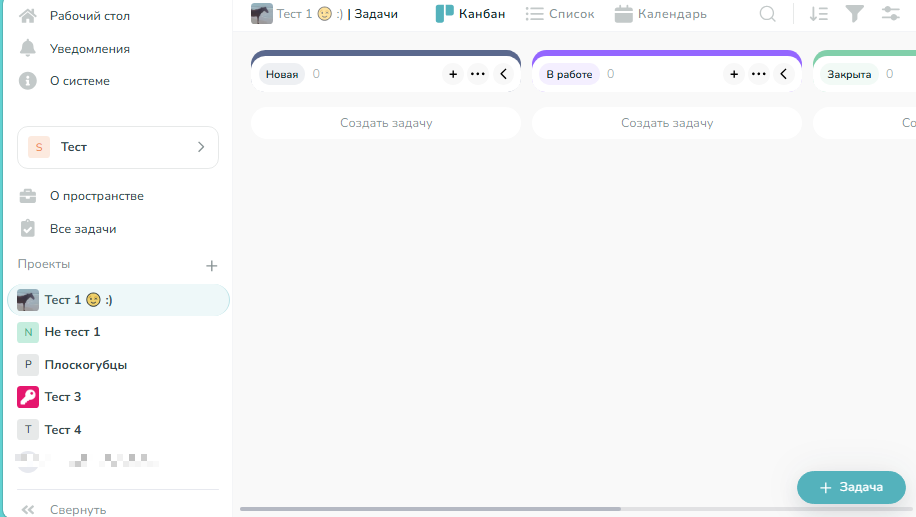 Рабочий стол
Уведомления
О системе
S Тест
О пространстве
Все задачи
Проекты
Тест 1 :)
N Не тест 1
P Плоскогубцы
Тест 3
T Тест 4
Свернуть
Тест 1 :) | Задачи Канбан Список Календарь
Новая 0
В работе 0
Закрыта 0
Создать задачу
Создать задачу
Со
+ Задача